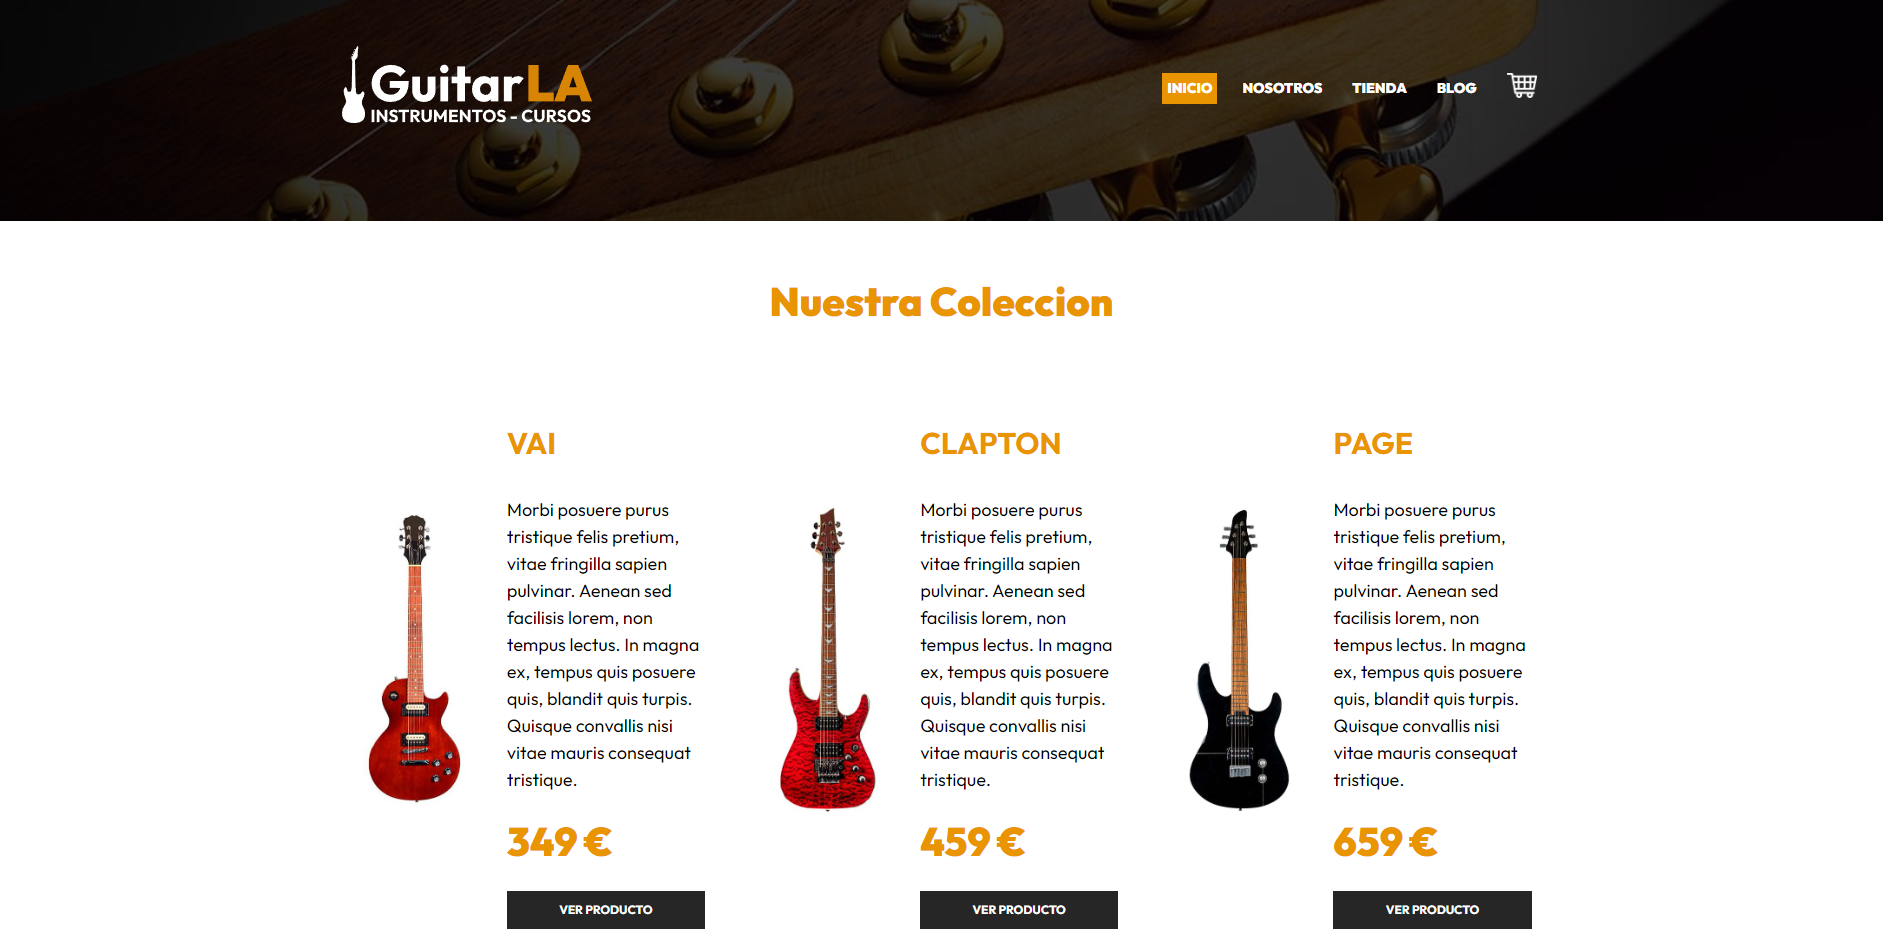 GuitarLA
INSTRUMENTOS - CURSOS
INICIO NOSOTROS TIENDA BLOG
Nuestra Coleccion
VAI
Morbi posuere purus
tristique felis pretium,
vitae fringilla sapien
pulvinar. Aenean sed
facilisis lorem, non
tempus lectus. In magna
ex, tempus quis posuere
quis, blandit quis turpis.
Quisque convallis nisi
vitae mauris consequat
tristique.
349 €
VER PRODUCTO
CLAPTON
Morbi posuere purus
tristique felis pretium,
vitae fringilla sapien
pulvinar. Aenean sed
facilisis lorem, non
tempus lectus. In magna
ex, tempus quis posuere
quis, blandit quis turpis.
Quisque convallis nisi
vitae mauris consequat
tristique.
459 €
VER PRODUCTO
PAGE
Morbi posuere purus
tristique felis pretium,
vitae fringilla sapien
pulvinar. Aenean sed
facilisis lorem, non
tempus lectus. In magna
ex, tempus quis posuere
quis, blandit quis turpis.
Quisque convallis nisi
vitae mauris consequat
tristique.
659 €
VER PRODUCTO